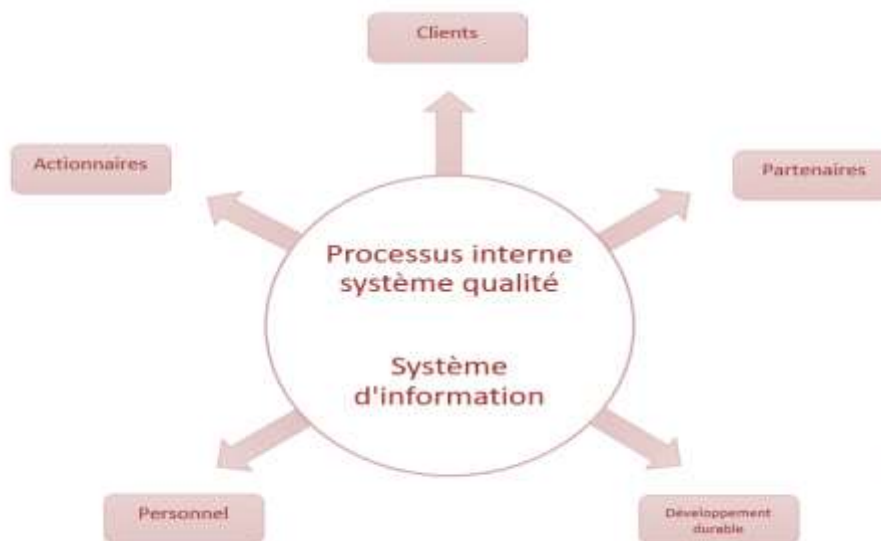 Clients
Actionnaires
Partenaires
Processus interne
système qualité
Système
d'information
Personnel
Développement
durable